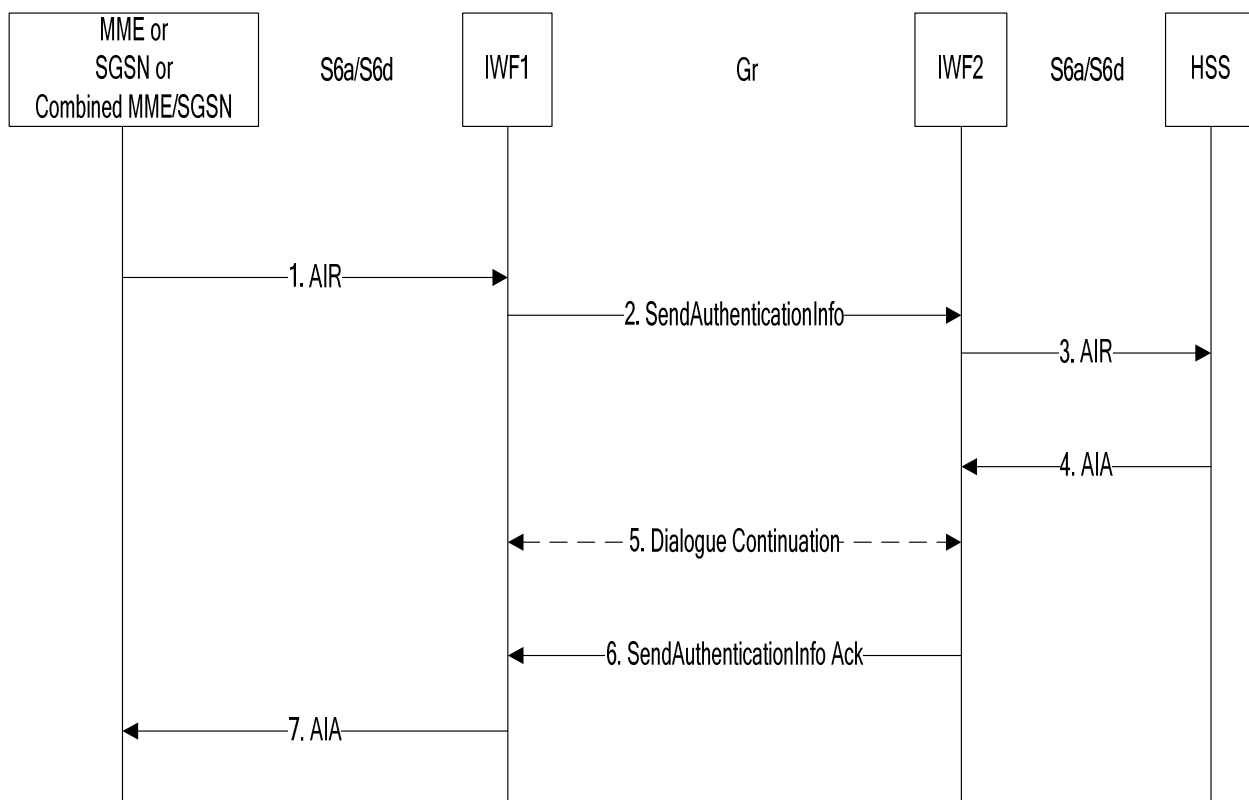 MME or
SGSN or
Combined MME/SGSN
S6a/S6d
IWF1
Gr
IWF2
S6a/S6d
HSS
1. AIR
2. SendAuthenticationInfo
3. AIR
4. AIA
5. Dialogue Continuation
6. SendAuthenticationInfo Ack
7. AIA